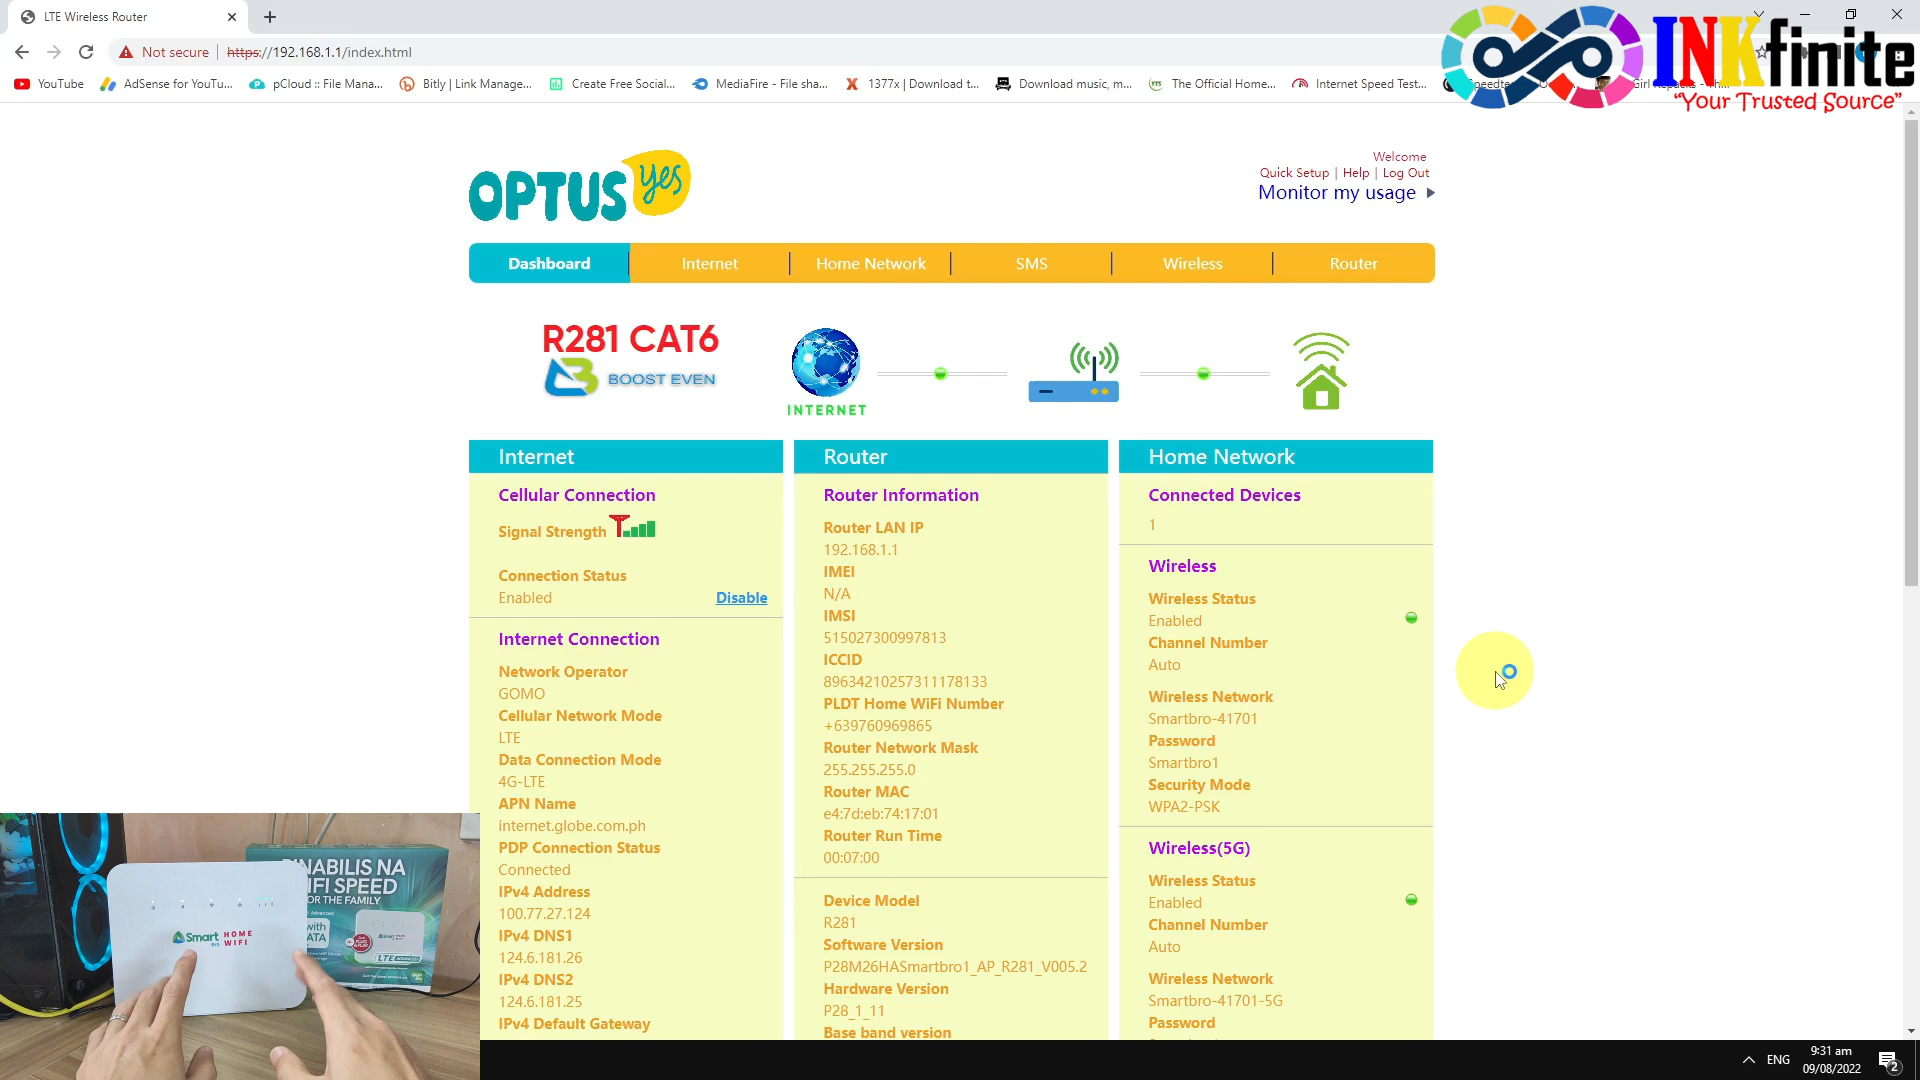 LTE Wireless Router
Not secure
https://192.168.1.1/index.html
YouTube
AdSense for YouTu...
pCloud :: File Mana...
Bitly | Link Manage...
Create Free Social...
MediaFire - File sha...
1377x | Download t...
Download music, m...
The Official Home...
Internet Speed Test...
INKfinite
“Your Trusted Source”
OPTUS yes
Welcome
Quick Setup | Help | Log Out
Monitor my usage
Dashboard
Internet
Home Network
SMS
Wireless
Router
R281 CAT6
BOOST EVEN
INTERNET
Internet
Cellular Connection
Signal Strength
Connection Status
Enabled
Disable
Internet Connection
Network Operator
GOMO
Cellular Network Mode
LTE
Data Connection Mode
4G-LTE
APN Name
internet.globe.com.ph
PDP Connection Status
Connected
IPv4 Address
100.77.27.124
IPv4 DNS1
124.6.181.26
IPv4 DNS2
124.6.181.25
IPv4 Default Gateway
Router
Router Information
Router LAN IP
192.168.1.1
IMEI
N/A
IMSI
515027300997813
ICCID
89634210257311178133
PLDT Home WiFi Number
+639760969865
Router Network Mask
255.255.255.0
Router MAC
e4:7d:eb:74:17:01
Router Run Time
00:07:00
Device Model
R281
Software Version
P28M26HASmartbro1_AP_R281_V005.2
Hardware Version
P28_1_11
Base band version
Home Network
Connected Devices
1
Wireless
Wireless Status
Enabled
Channel Number
Auto
Wireless Network
Smartbro-41701
Password
Smartbro1
Security Mode
WPA2-PSK
Wireless(5G)
Wireless Status
Enabled
Channel Number
Auto
Wireless Network
Smartbro-41701-5G
Password
Smart HOME
WIFI
SPEED
THE FAMILY
ENG
9:31 am
09/08/2022
2